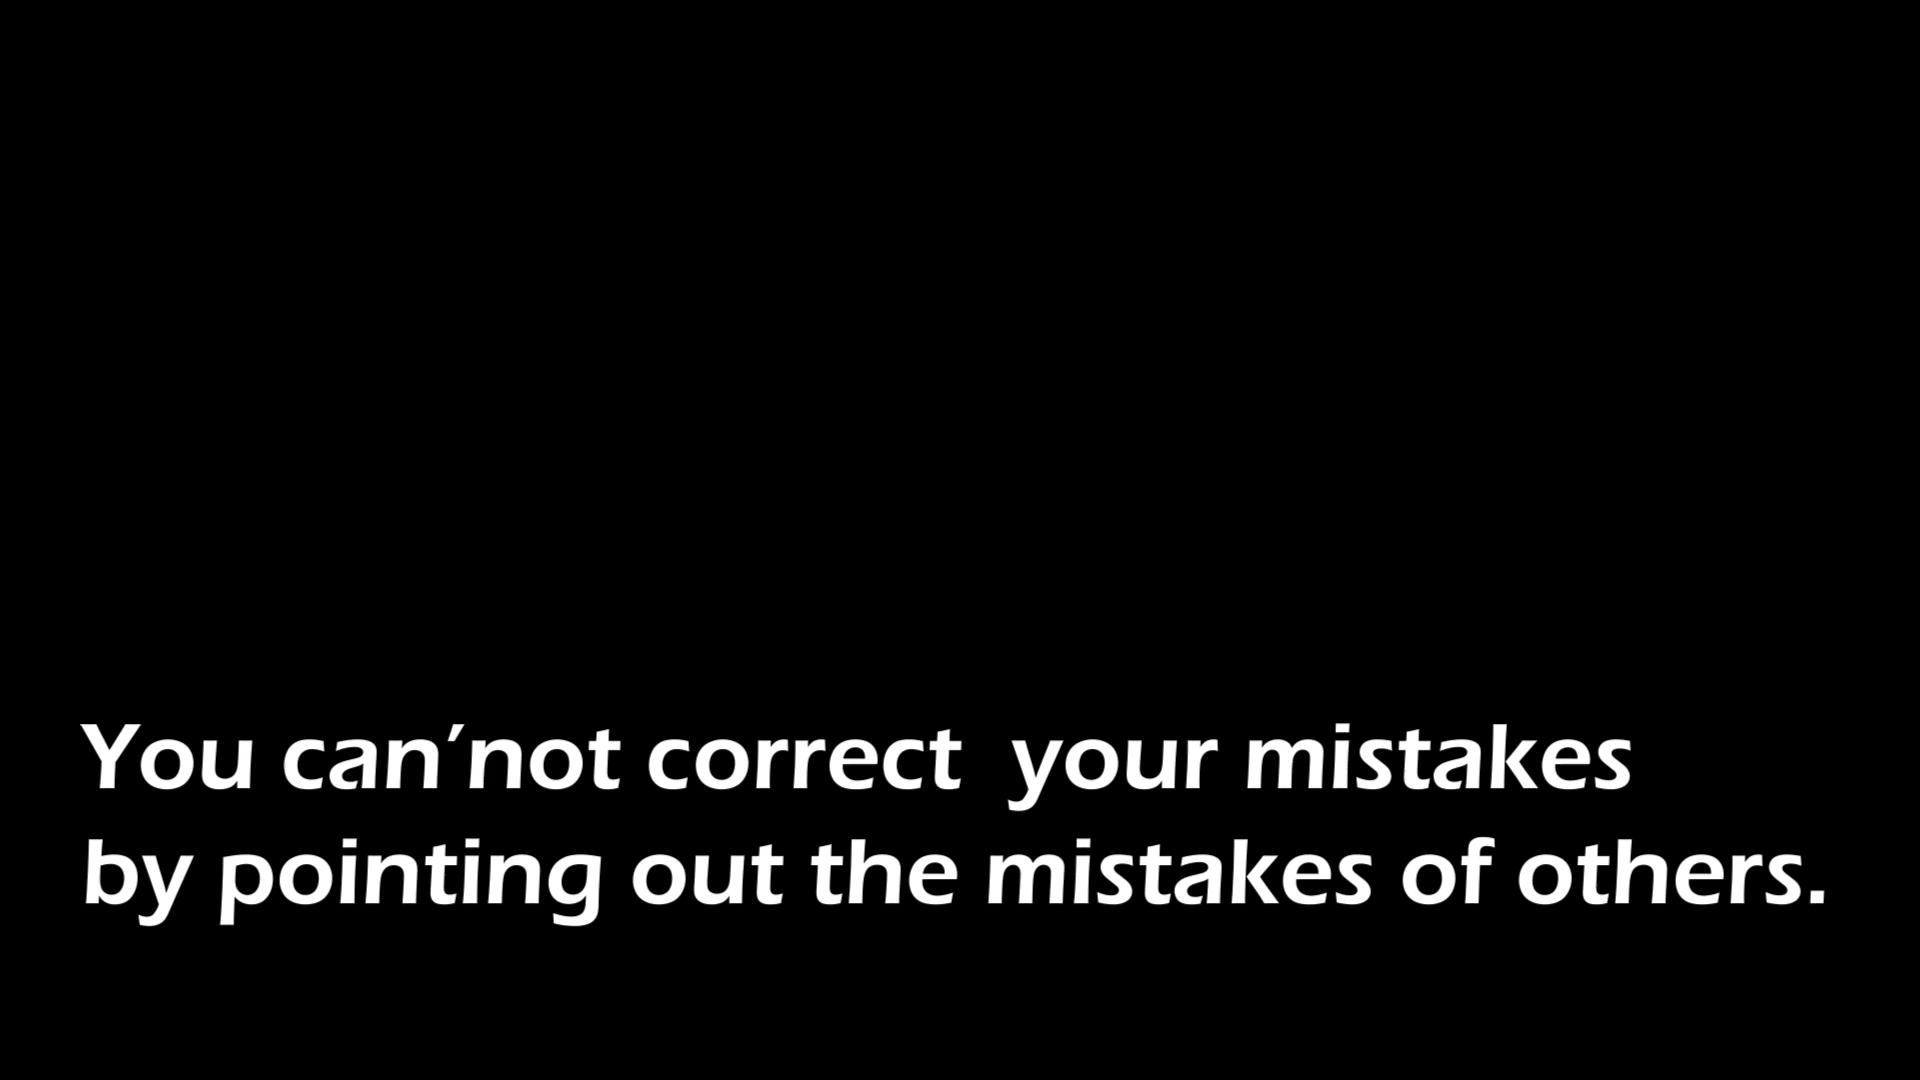 You can’not correct  your mistakes
by pointing out the mistakes of others.